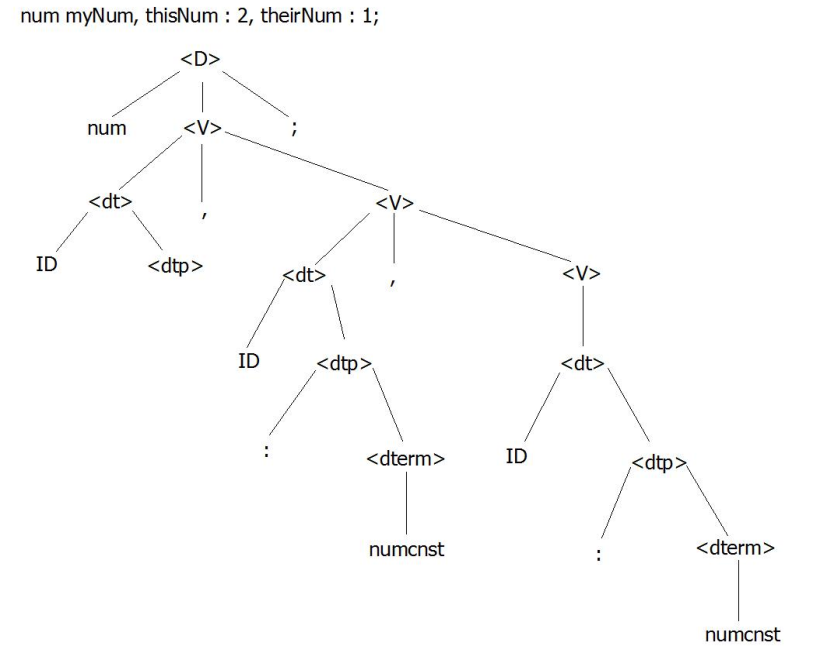 num myNum, thisNum : 2, theirNum : 1;
<D>
num <V> ;
<dt> , <V>
ID <dtp> <dt> , <V>
ID <dtp> <dt>
: <dterm> ID <dtp>
numcnst : <dterm>
numcnst